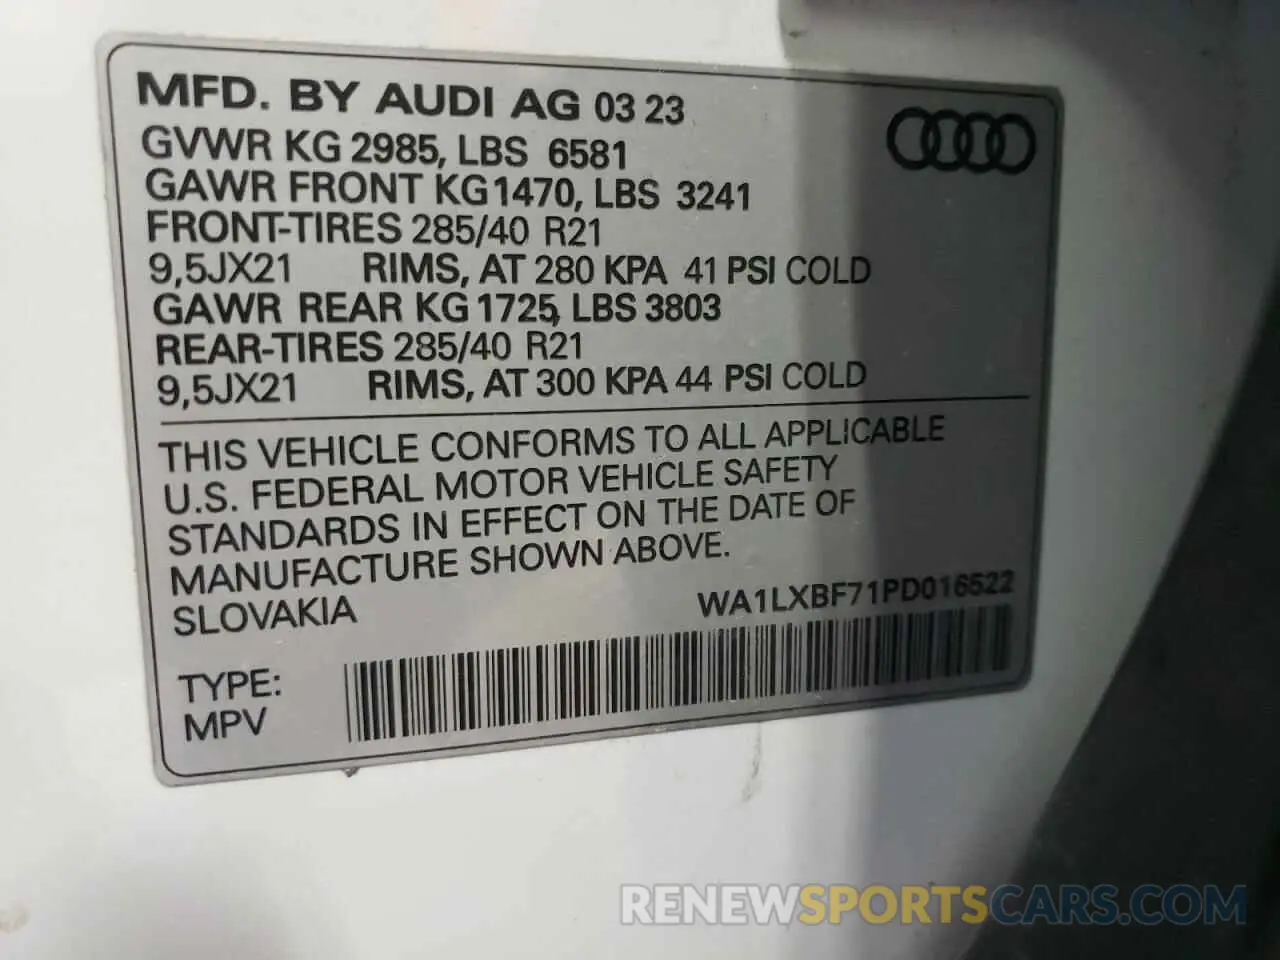 MFD. BY AUDI AG 03 23
GVWR KG 2985, LBS 6581
GAWR FRONT KG1470, LBS 3241
FRONT-TIRES 285/40 R21
9,5JX21 RIMS, AT 280 KPA 41 PSI COLD
GAWR REAR KG 1725, LBS 3803
REAR-TIRES 285/40 R21
9,5JX21 RIMS, AT 300 KPA 44 PSI COLD
THIS VEHICLE CONFORMS TO ALL APPLICABLE
U.S. FEDERAL MOTOR VEHICLE SAFETY
STANDARDS IN EFFECT ON THE DATE OF
MANUFACTURE SHOWN ABOVE.
SLOVAKIA WA1LXBF71PD016522
TYPE:
MPV
RENEWSPORTSCARS.COM